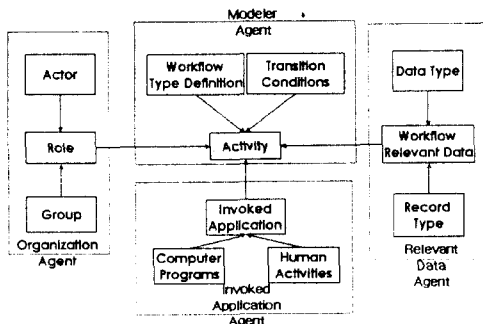 Modeler
Agent
Actor
Role
Group
Organization
Agent
Workflow
Type Definition
Transition
Conditions
Activity
Data Type
Workflow
Relevant Data
Record
Type
Relevant
Data
Agent
Invoked
Application
Computer
Programs
Human
Activities
Invoked
Application
Agent